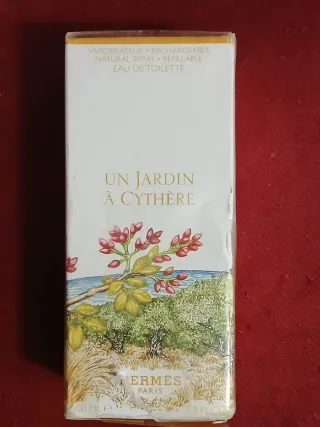 VAPORISATEUR • RECHARGEABLE
NATURAL SPRAY • REFILLABLE
EAU DE TOILETTE
UN JARDIN
À CYTHÈRE
HERMÈS
PARIS